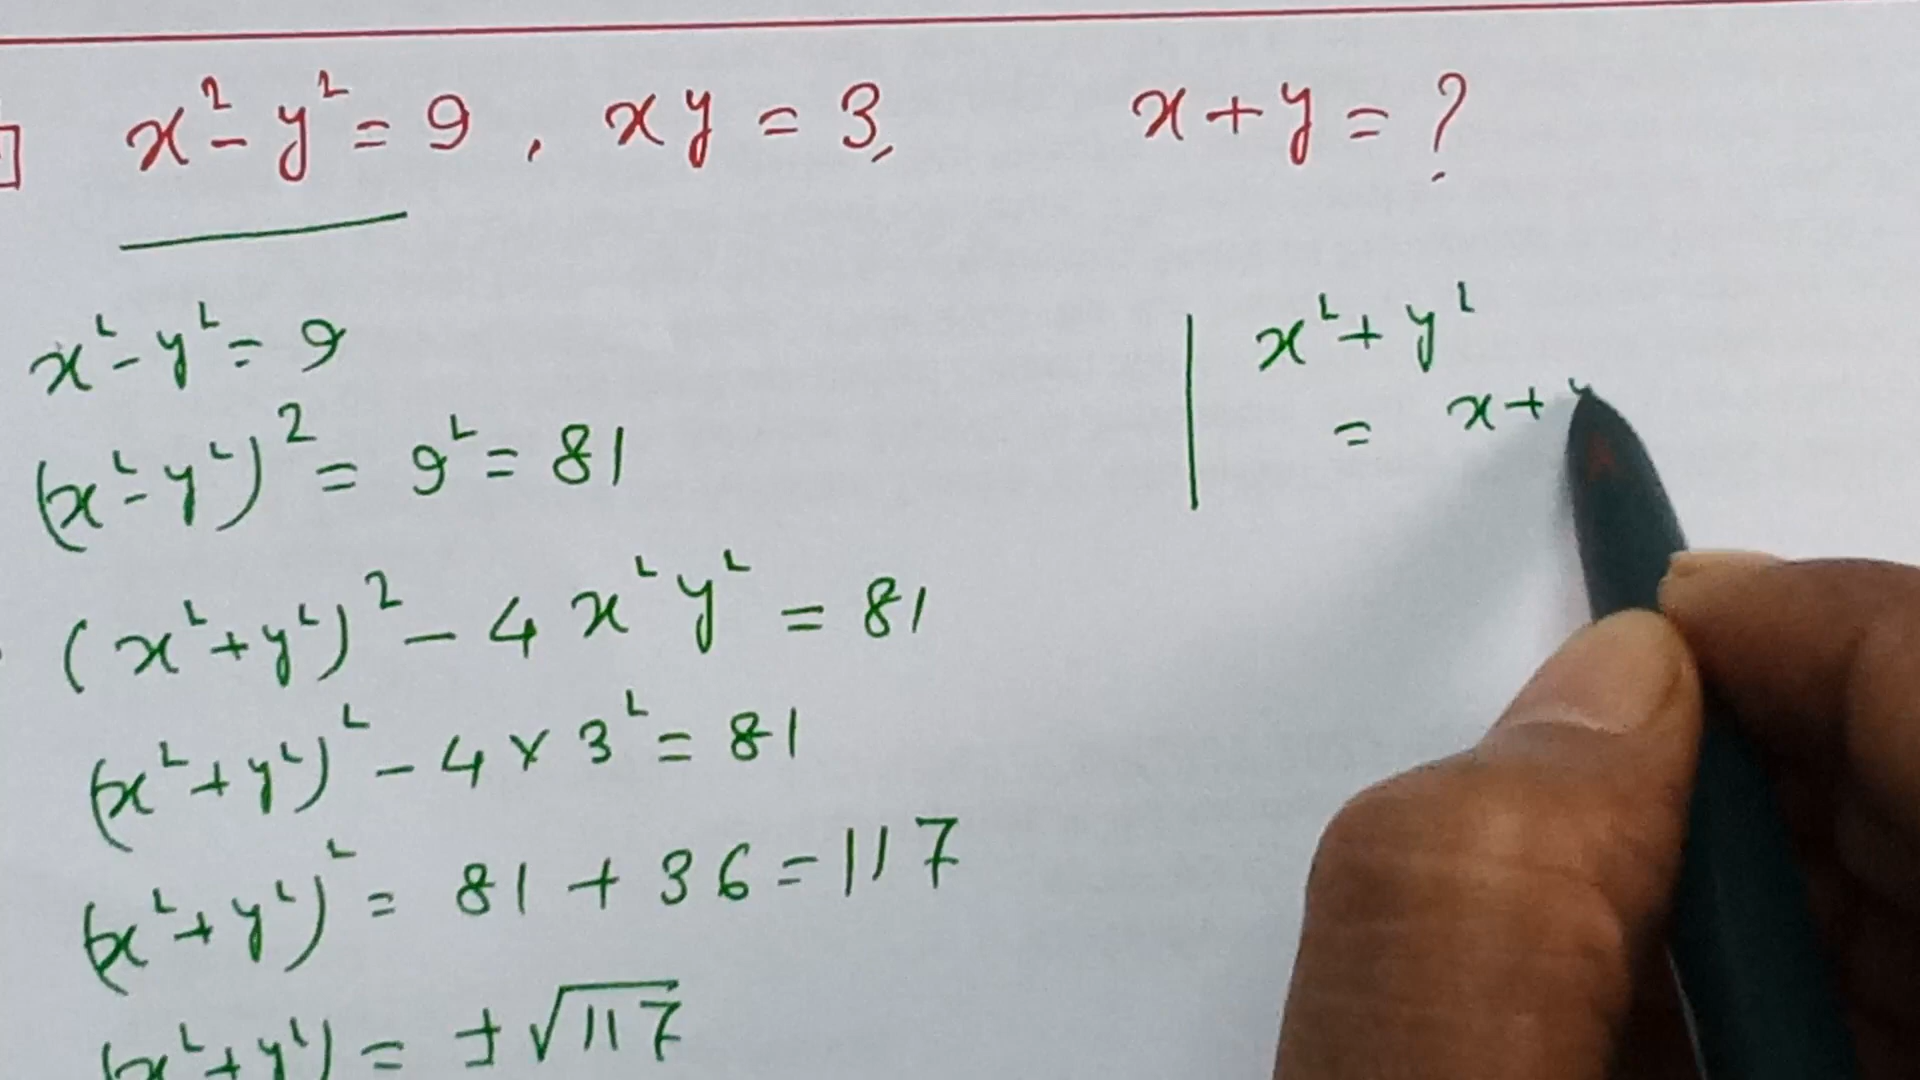 x² - y² = 9 , xy = 3, x + y = ?
x² - y² = 9
(x² - y²)² = 9² = 81
(x² + y²)² - 4x²y² = 81
(x² + y²)² - 4 × 3² = 81
(x² + y²)² = 81 + 36 = 117
(x² + y²) = ± √117
x² + y²
= x + y